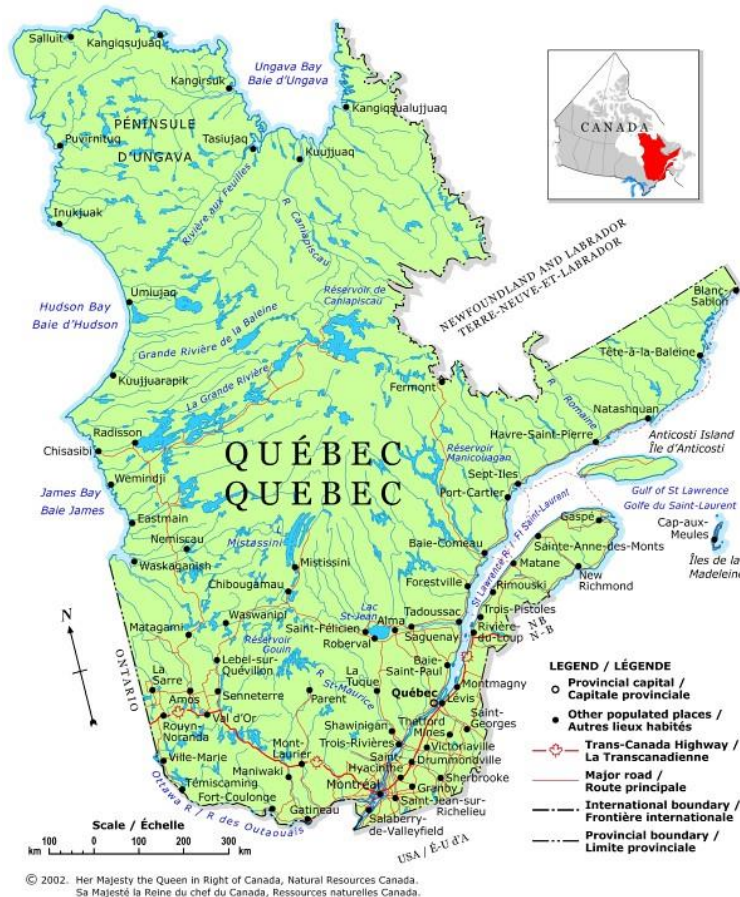 Salluit
Kangiqsujuaq
Ungava Bay
Baie d'Ungava
Kangirsuk
Kangiqsualujjuaq
CANADA
PÉNINSULE
D'UNGAVA
Puvirnituq
Tasiujaq
Kuujjuaq
Inukjuak
Rivière aux Feuilles
R Caniapiscau
NEWFOUNDLAND AND LABRADOR
TERRE-NEUVE-ET-LABRADOR
Umiujaq
Hudson Bay
Baie d'Hudson
Réservoir de
Caniapiscau
Blanc-
Sablon
Grande Rivière de la Baleine
Tête-à-la-Baleine
Kuujjuarapik
La Grande Rivière
Fermont
R Romaine
Natashquan
Radisson
Chisasibi
QUÉBEC
QUEBEC
Havre-Saint-Pierre
Réservoir
Manicouagan
Anticosti Island
Île d'Anticosti
Wemindji
James Bay
Baie James
Sept-Iles
Port-Cartier
Gulf of St Lawrence
Golfe du Saint-Laurent
Eastmain
Nemiscau
L
Mistassini
St Lawrence R / Fl Saint-Laurent
Gaspé
Cap-aux-
Meules
Îles de la
Madeleine
Waskaganish
Mistissini
Baie-Comeau
Sainte-Anne-des-Monts
Matane
New
Richmond
Chibougamau
Forestville
Rimouski
N
Waswanipi
Lac
St-Jean
Tadoussac
Trois-Pistoles
Matagami
Saint-Félicien
Alma
Saguenay
Rivière-
du-Loup
NB
N-B
Réservoir
Gouin
Roberval
ONTARIO
Lebel-sur-
Quévillon
La
Sarre
Amos
Senneterre
Parent
La
Tuque
R St-Maurice
Baie-
Saint-Paul
Montmagny
Québec
Lévis
Rouyn-
Noranda
Val d'Or
Shawinigan
Trois-Rivières
Thetford
Mines
Saint-
Georges
Victoriaville
Ville-Marie
Mont-
Laurier
Saint
Hyacinthe
Drummondville
Témiscaming
Maniwaki
Montréal
Sherbrooke
Granby
Fort-Coulonge
Gatineau
Saint-Jean-sur-
Richelieu
Ottawa R / R des Outaouais
Salaberry-
de-Valleyfield
USA / É-U d'A
LEGEND / LÉGENDE
Provincial capital /
Capitale provinciale
Other populated places /
Autres lieux habités
Trans-Canada Highway /
La Transcanadienne
Major road /
Route principale
International boundary /
Frontière internationale
Provincial boundary /
Limite provinciale
Scale / Échelle
km 100 0 100 200 300 km
© 2002. Her Majesty the Queen in Right of Canada, Natural Resources Canada.
Sa Majesté la Reine du chef du Canada, Ressources naturelles Canada.